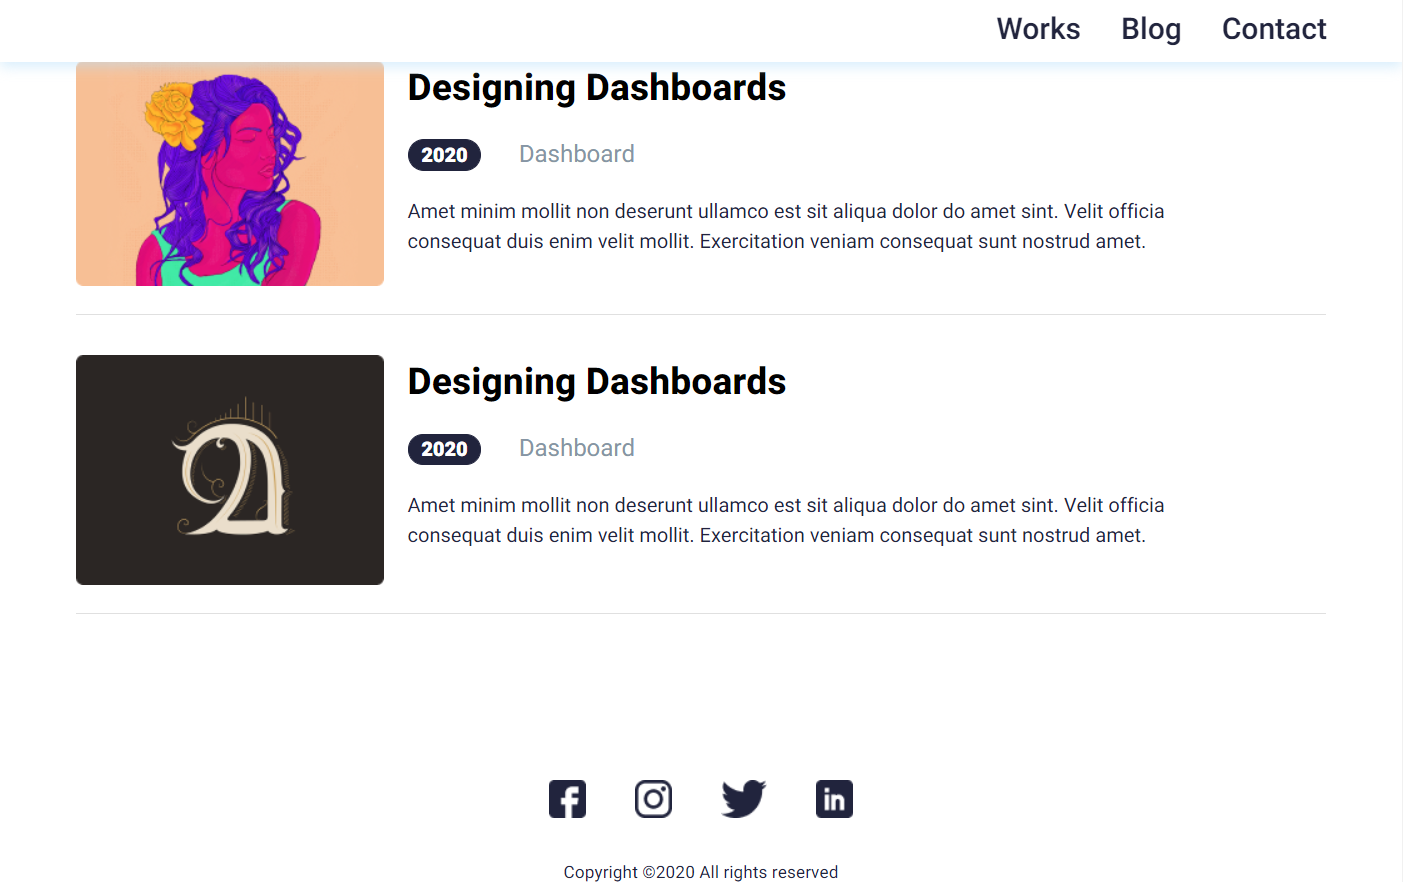 Works Blog Contact
Designing Dashboards
2020 Dashboard
Amet minim mollit non deserunt ullamco est sit aliqua dolor do amet sint. Velit officia
consequat duis enim velit mollit. Exercitation veniam consequat sunt nostrud amet.
Designing Dashboards
2020 Dashboard
Amet minim mollit non deserunt ullamco est sit aliqua dolor do amet sint. Velit officia
consequat duis enim velit mollit. Exercitation veniam consequat sunt nostrud amet.
Copyright ©2020 All rights reserved